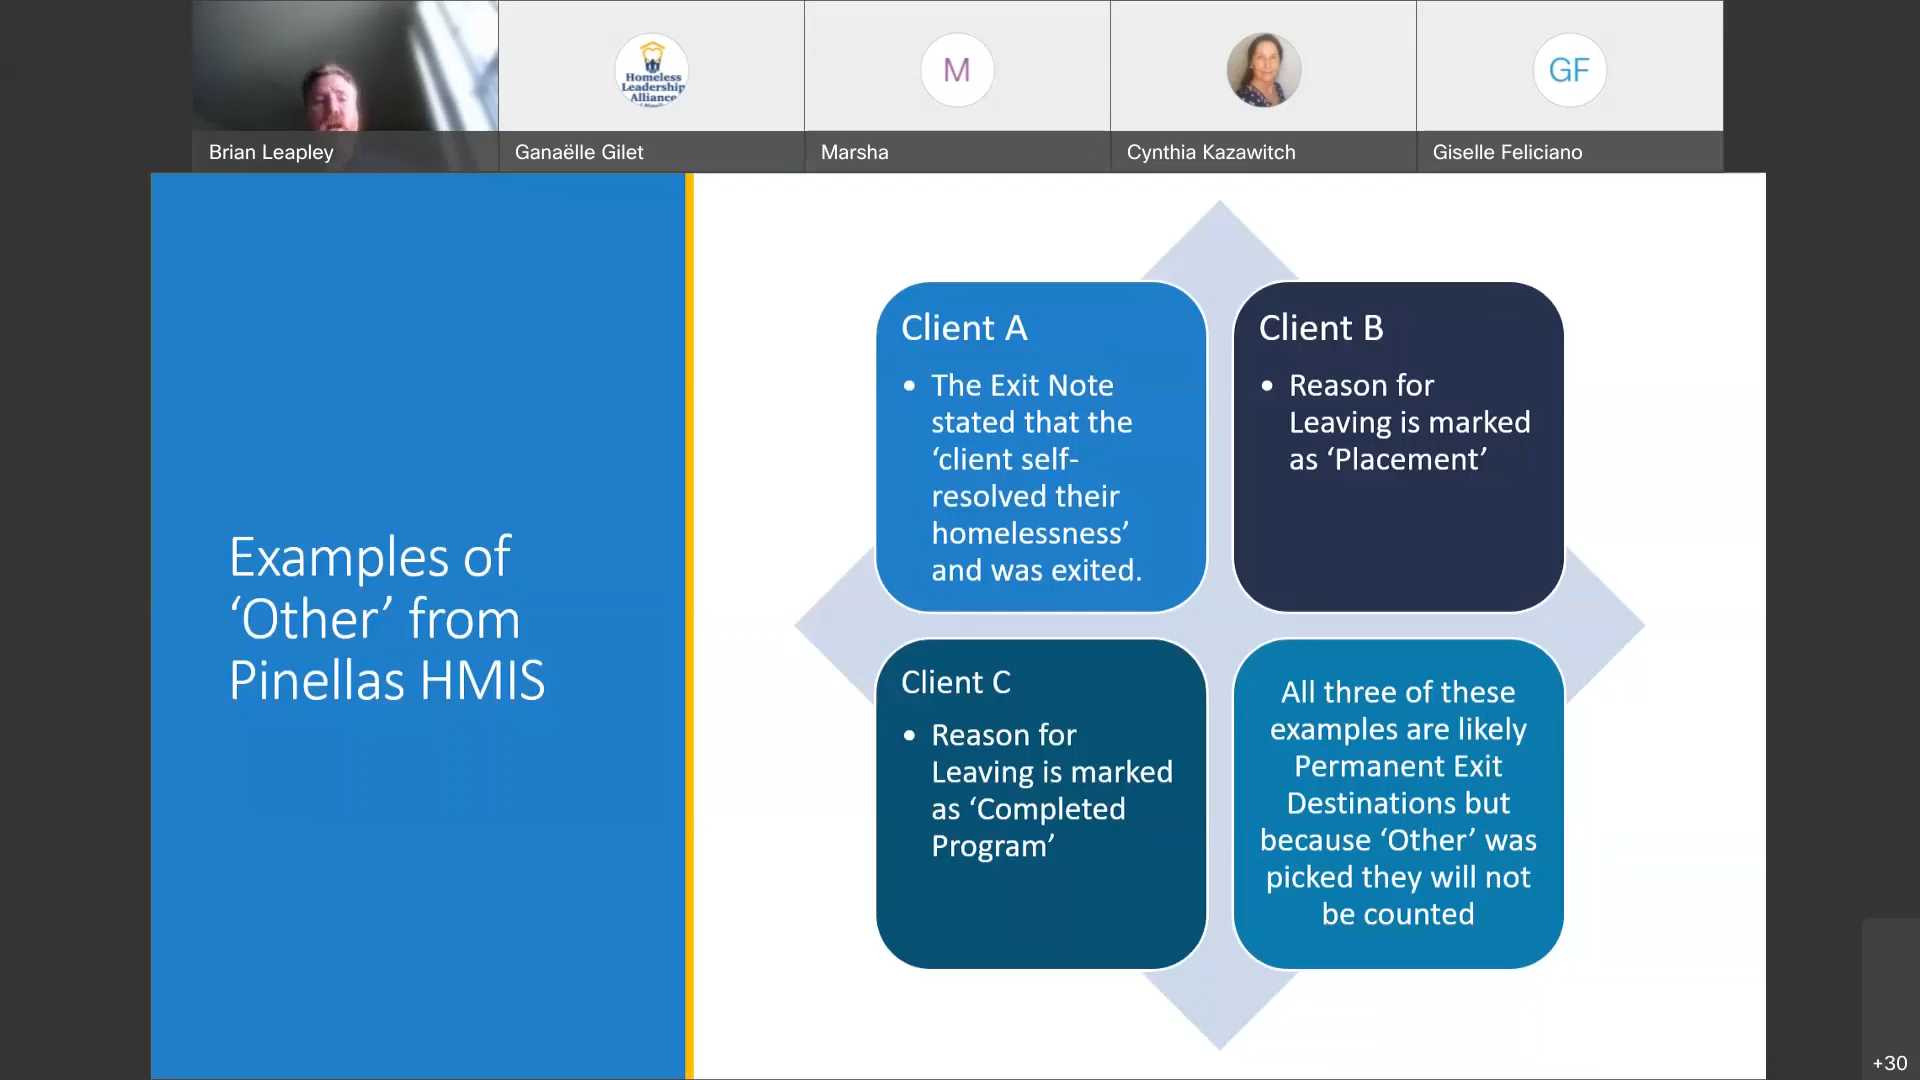 Homeless
Leadership
Alliance
M
GF
Brian Leapley
Ganaëlle Gilet
Marsha
Cynthia Kazawitch
Giselle Feliciano
Examples of
‘Other’ from
Pinellas HMIS
Client A
• The Exit Note
stated that the
‘client self-
resolved their
homelessness’
and was exited.
Client B
• Reason for
Leaving is marked
as ‘Placement’
Client C
• Reason for
Leaving is marked
as ‘Completed
Program’
All three of these
examples are likely
Permanent Exit
Destinations but
because ‘Other’ was
picked they will not
be counted
+30